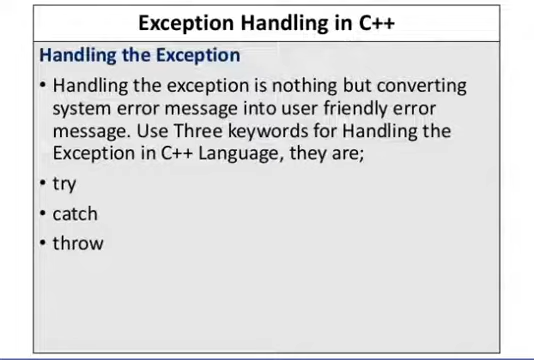 Exception Handling in C++
Handling the Exception
• Handling the exception is nothing but converting
system error message into user friendly error
message. Use Three keywords for Handling the
Exception in C++ Language, they are;
• try
• catch
• throw